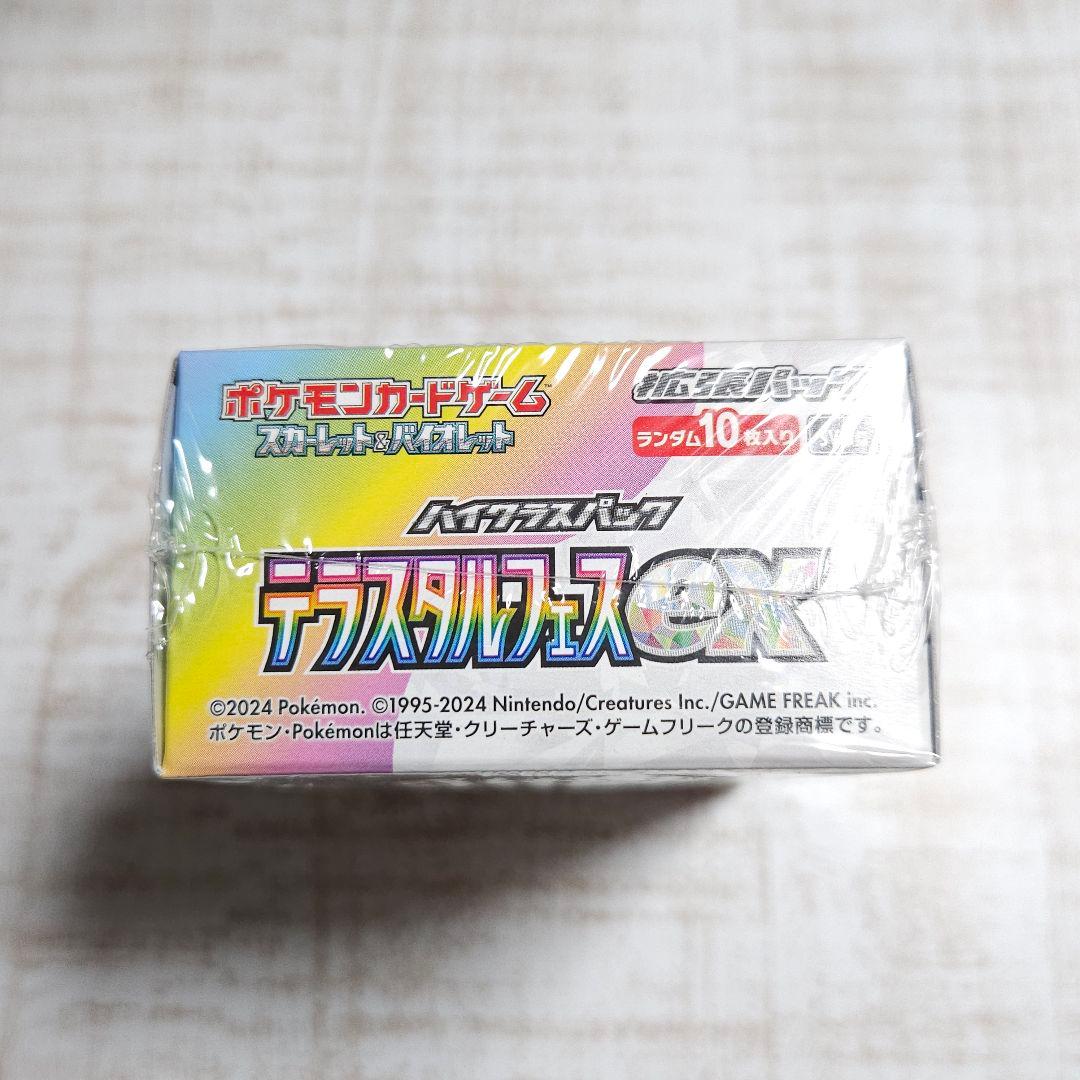 ポケモンカードゲーム™
スカーレット&バイオレット
拡張パック
ランダム10枚入り
ハイクラスパック
テラスタルフェスex
©2024 Pokémon. ©1995-2024 Nintendo/Creatures Inc./GAME FREAK inc.
ポケモン・Pokémonは任天堂・クリーチャーズ・ゲームフリークの登録商標です。